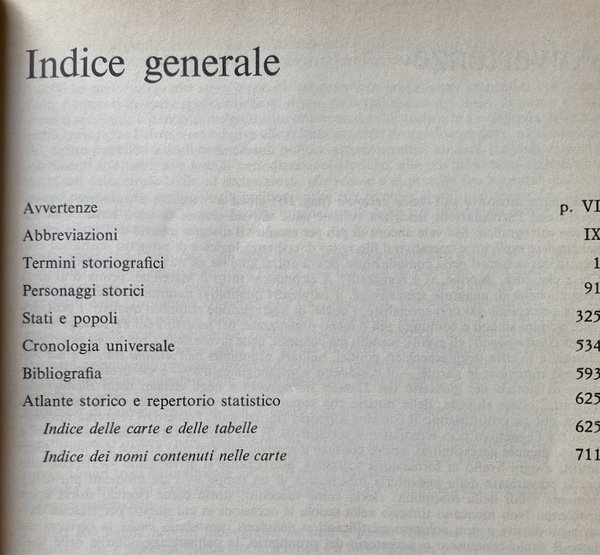 Indice generale
Avvertenze p. VI
Abbreviazioni IX
Termini storiografici 1
Personaggi storici 91
Stati e popoli 325
Cronologia universale 534
Bibliografia 593
Atlante storico e repertorio statistico 625
Indice delle carte e delle tabelle 625
Indice dei nomi contenuti nelle carte 711